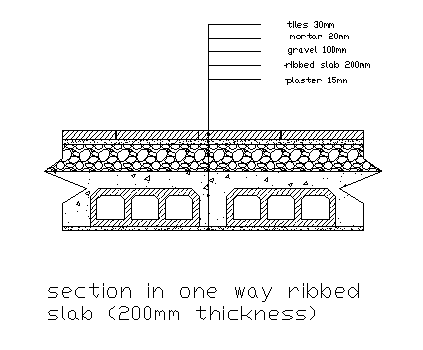 tiles 30mm
mortar 20mm
gravel 100mm
ribbed slab 200mm
plaster 15mm
section in one way ribbed
slab (200mm thickness)